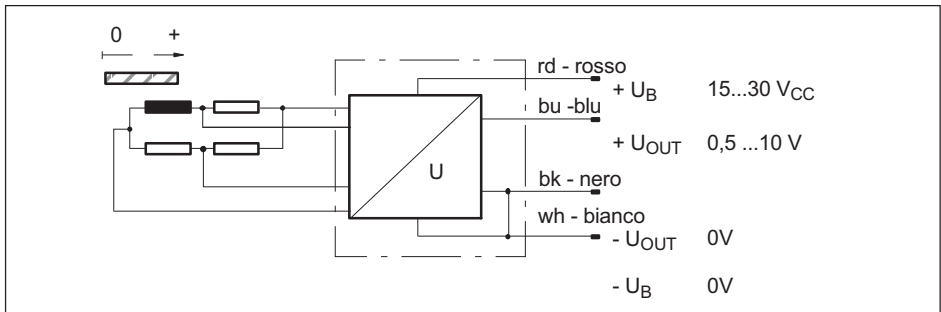 0 +
rd - rosso
+ UB 15...30 VCC
bu -blu
+ UOUT 0,5 ...10 V
U
bk - nero
wh - bianco
- UOUT 0V
- UB 0V